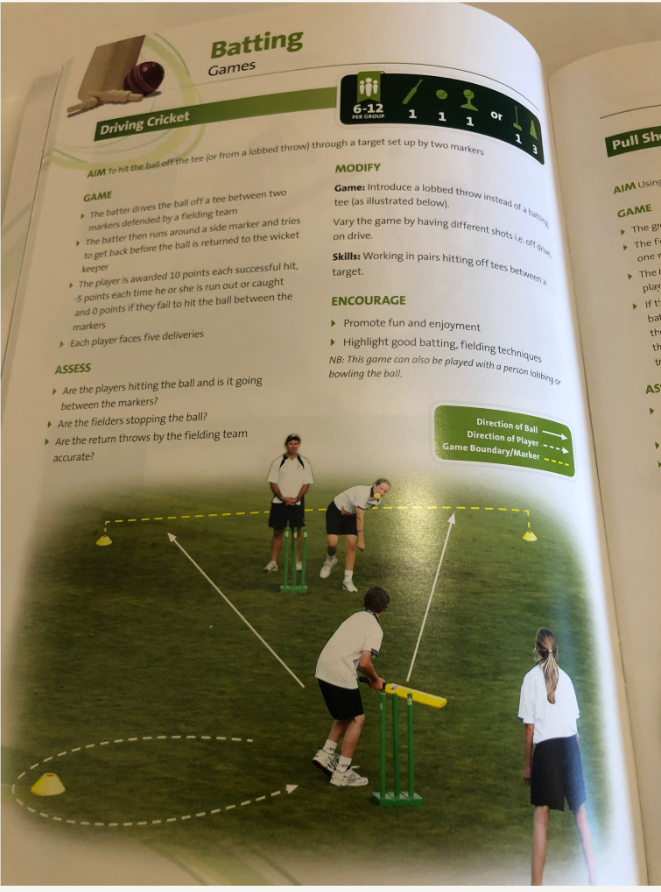 Batting
Games
6-12
PER GROUP
1
1
1
or
1
3
Driving Cricket
AIM To hit the ball off the tee (or from a lobbed throw) through a target set up by two markers
GAME
The batter drives the ball off a tee between two
markers defended by a fielding team
The batter then runs around a side marker and tries
to get back before the ball is returned to the wicket
keeper
The player is awarded 10 points each successful hit,
-5 points each time he or she is run out or caught
and 0 points if they fail to hit the ball between the
markers
Each player faces five deliveries
ASSESS
Are the players hitting the ball and is it going
between the markers?
Are the fielders stopping the ball?
Are the return throws by the fielding team
accurate?
MODIFY
Game: Introduce a lobbed throw instead of a batting
tee (as illustrated below).
Vary the game by having different shots i.e. off drive,
on drive.
Skills: Working in pairs hitting off tees between a
target.
ENCOURAGE
Promote fun and enjoyment
Highlight good batting, fielding techniques
NB: This game can also be played with a person lobbing or
bowling the ball.
Direction of Ball
Direction of Player
Game Boundary/Marker
Pull Sh
AIM Using
GAME
The
The
one
The
play
If t